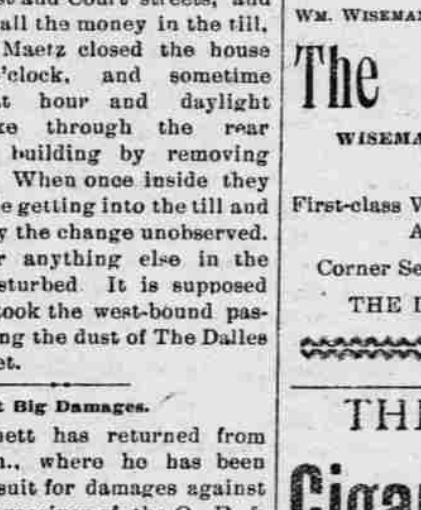 and Court streets, and
all the money in the till.
Maetz closed the house
'clock, and sometime
t hour and daylight
ke through the rear
building by removing
When once inside they
e getting into the till and
y the change unobserved.
r anything else in the
sturbed. It is supposed
took the west-bound pas-
ng the dust of The Dalles
et.
t Big Damages.
nett has returned from
n., where he has been
suit for damages against
WM. WISEMA
The
WISEMA
First-class
A
Corner Se
THE
THE
Cigar